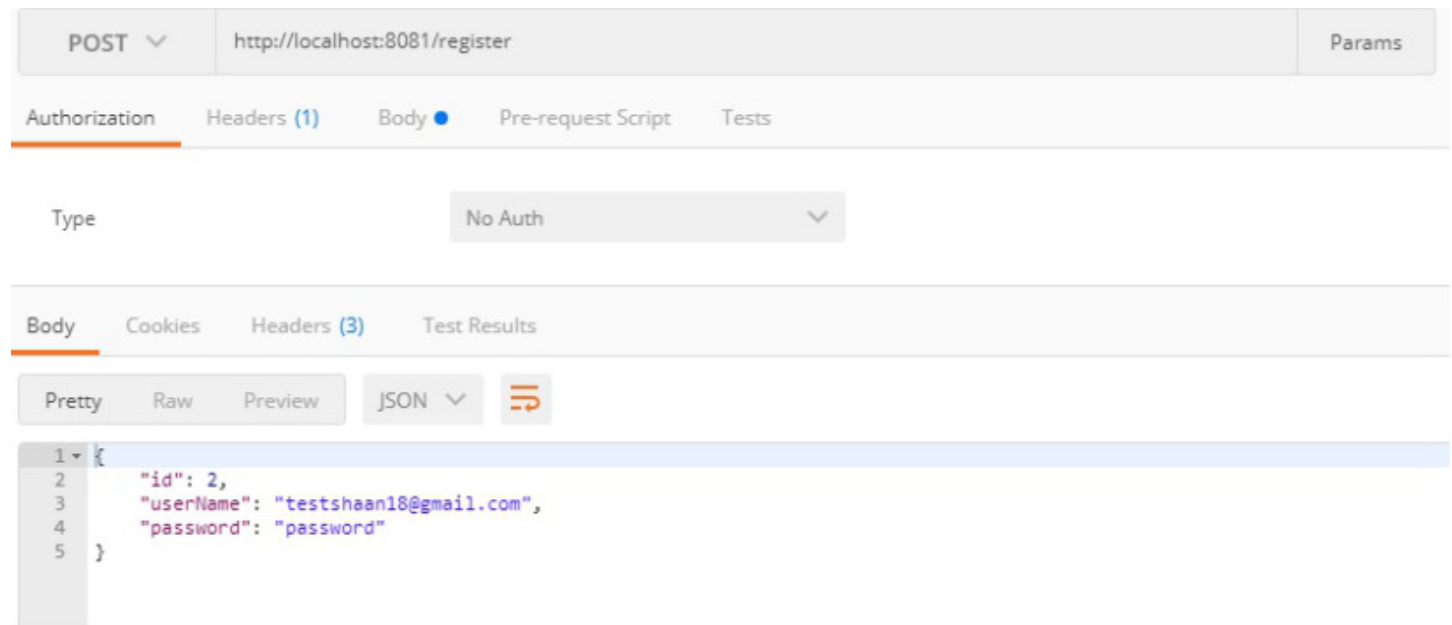 POST http://localhost:8081/register Params
Authorization Headers (1) Body Pre-request Script Tests
Type No Auth
Body Cookies Headers (3) Test Results
Pretty Raw Preview JSON
1 {
2 "id": 2,
3 "userName": "testshaan18@gmail.com",
4 "password": "password"
5 }